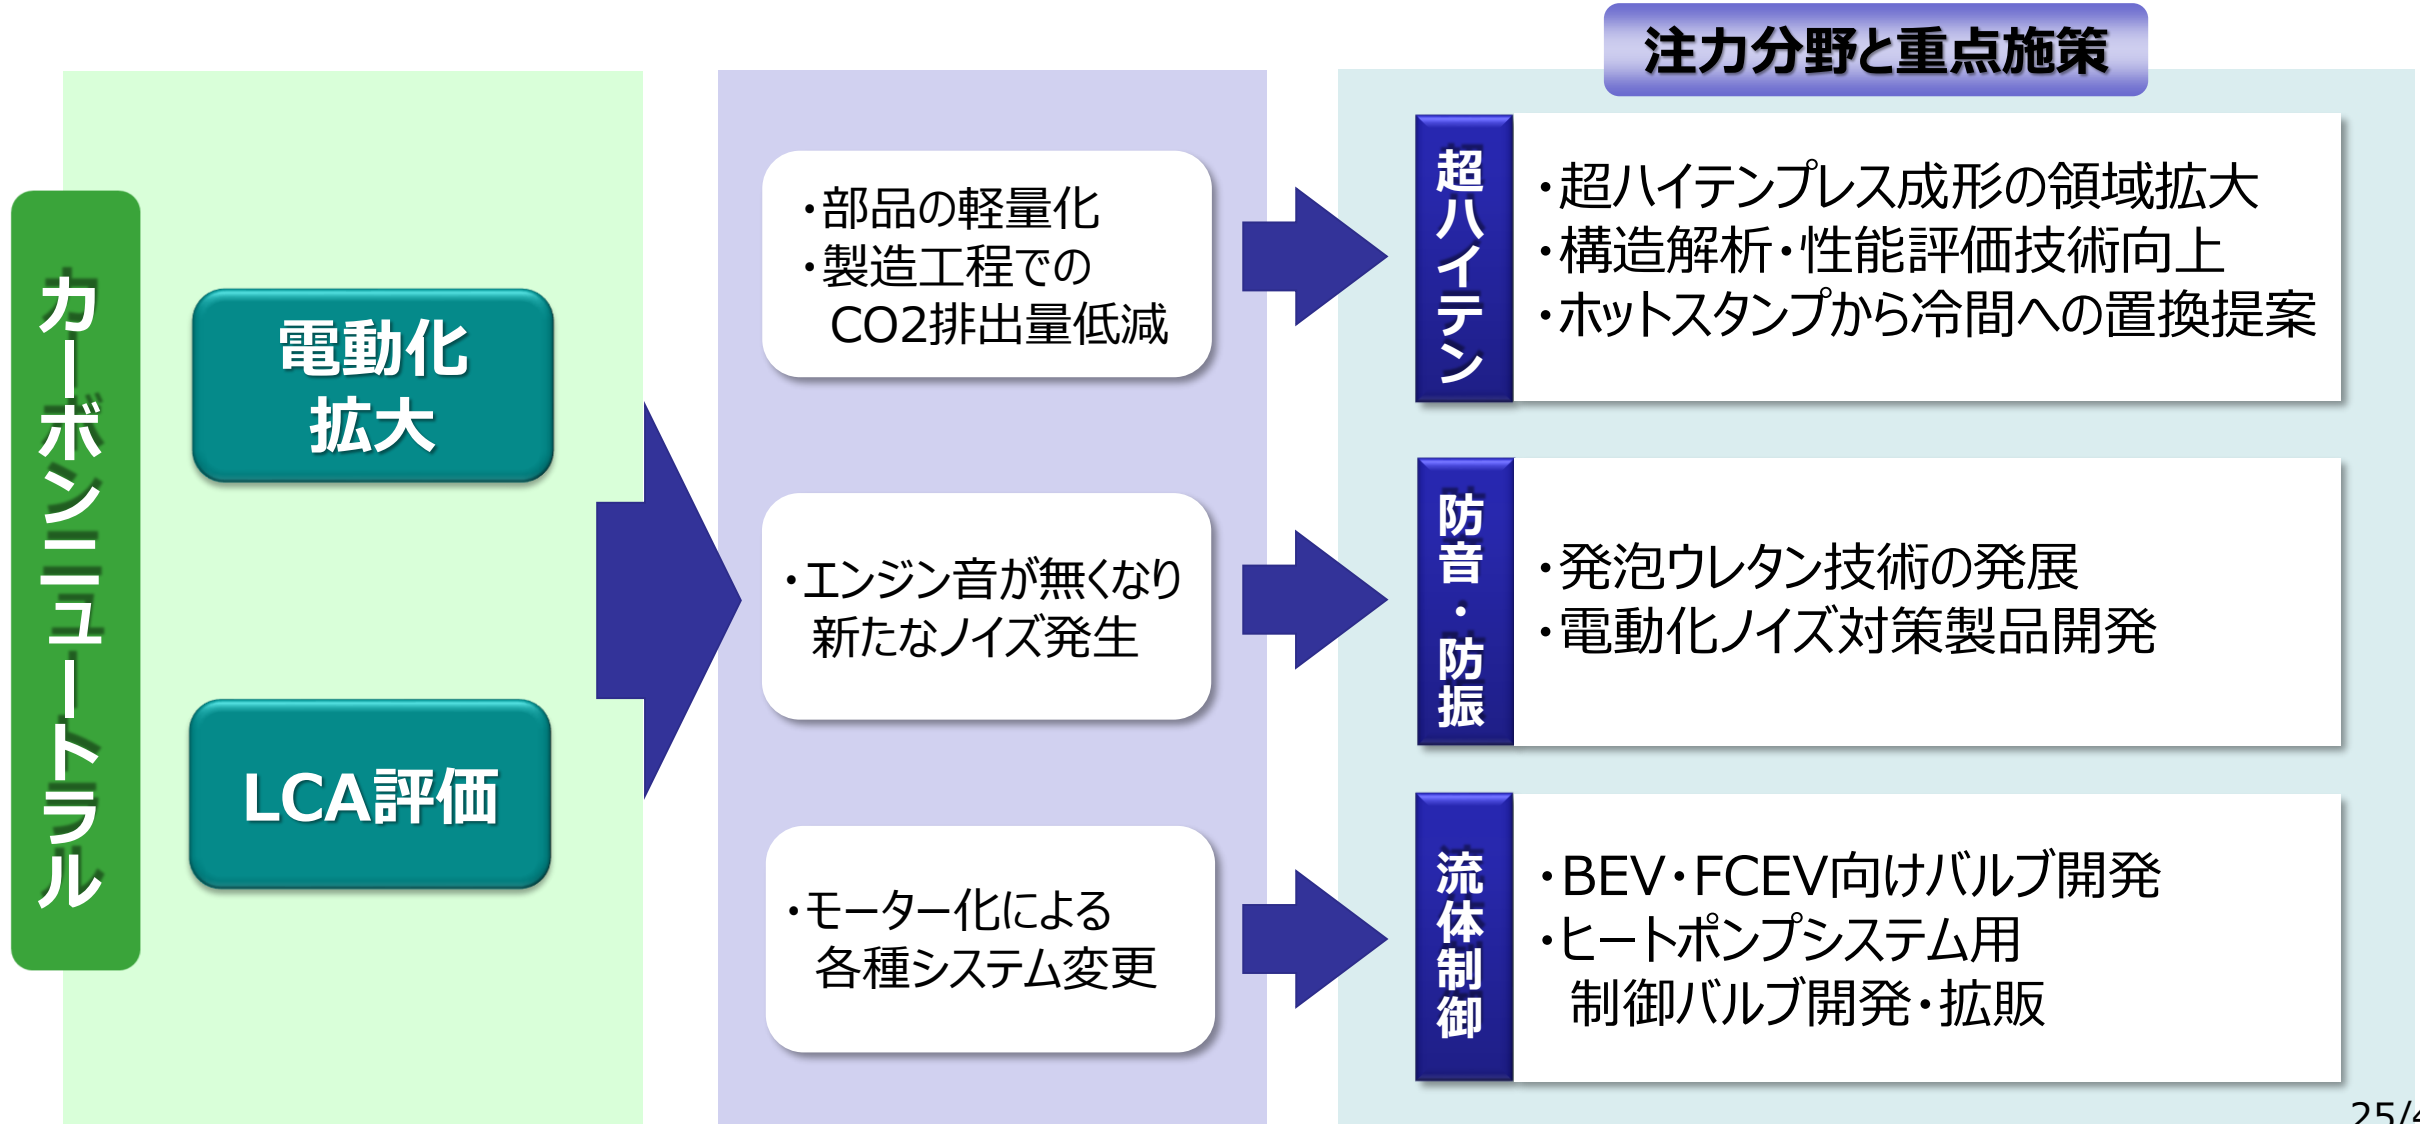 注力分野と重点施策
カーボンニュートラル
電動化
拡大
LCA評価
・部品の軽量化
・製造工程での
CO2排出量低減
・エンジン音が無くなり
新たなノイズ発生
・モーター化による
各種システム変更
超ハイテン
・超ハイテンプレス成形の領域拡大
・構造解析・性能評価技術向上
・ホットスタンプから冷間への置換提案
防音・防振
・発泡ウレタン技術の発展
・電動化ノイズ対策製品開発
流体制御
・BEV・FCEV向けバルブ開発
・ヒートポンプシステム用
制御バルブ開発・拡販
25/4